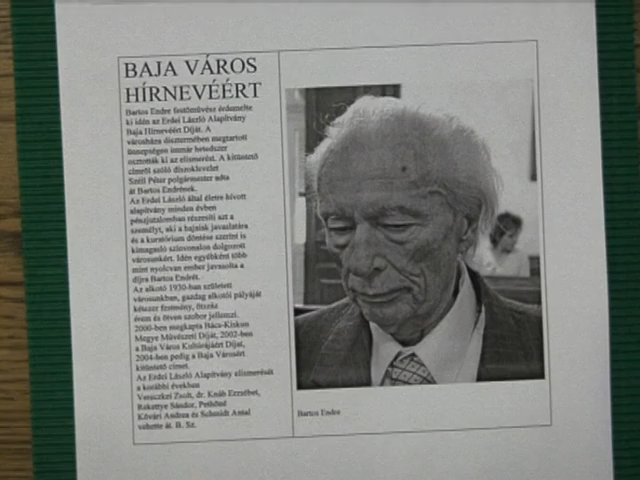 BAJA VÁROS
HÍRNEVÉÉRT
Bartos Endre festőművész érdemelte
ki idén az Erdei László Alapítvány
Baja Hírnevéért Díját. A
városháza dísztermében megtartott
ünnepségen immár hetedszer
osztották ki az elismerést. A kitüntető
címről szóló díszoklevelet
Széll Péter polgármester adta
át Bartos Endrének.
Az Erdei László által életre hívott
alapítvány minden évben
pénzjutalomban részesíti azt a
személyt, aki a bajaiak javaslatára
és a kuratórium döntése szerint is
kimagasló színvonalon dolgozott
városunkért. Idén egyébként több
mint nyolcvan ember javasolta a
díjra Bartos Endrét.
Az alkotó 1930-ban született
városunkban, gazdag alkotói pályáját
kétezer festmény, ötszáz
érem és ötven szobor jellemzi.
2000-ben megkapta Bács-Kiskun
Megye Művészeti Díját, 2002-ben
a Baja Város Kultúrájáért Díjat,
2004-ben pedig a Baja Városért
kitüntető címet.
Az Erdei László Alapítvány elismerését
a korábbi években
Vereczkei Zsolt, dr. Knáb Erzsébet,
Rekettye Sándor, Pethőné
Kővári Andrea és Schmidt Antal
vehette át. B. Sz.
Bartos Endre